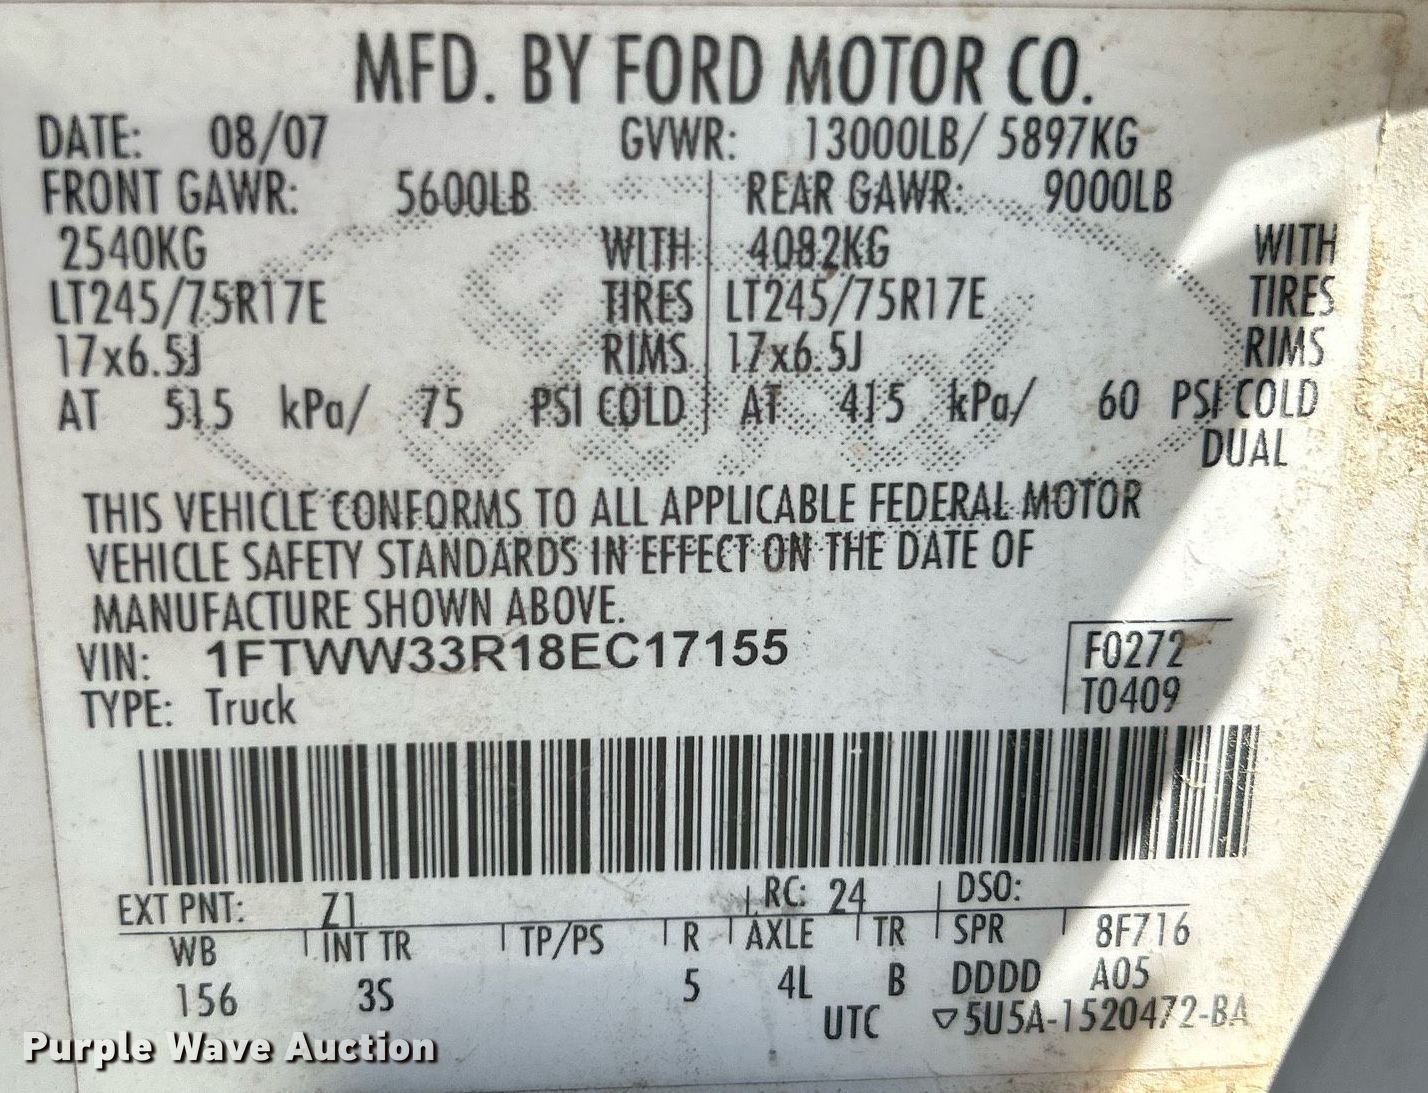 MFD. BY FORD MOTOR CO.
DATE: 08/07 GVWR: 13000LB/ 5897KG
FRONT GAWR: 5600LB REAR GAWR: 9000LB
2540KG WITH 4082KG WITH
LT245/75R17E TIRES LT245/75R17E TIRES
17x6.5J RIMS 17x6.5J RIMS
AT 515 kPa/ 75 PSI COLD AT 415 kPa/ 60 PSI COLD
DUAL
THIS VEHICLE CONFORMS TO ALL APPLICABLE FEDERAL MOTOR
VEHICLE SAFETY STANDARDS IN EFFECT ON THE DATE OF
MANUFACTURE SHOWN ABOVE.
VIN: 1FTWW33R18EC17155 F0272
TYPE: Truck T0409
EXT PNT: Z1 RC: 24 DSO:
WB INT TR TP/PS R AXLE TR SPR 8F716
156 3S 5 4L B DDDD A05
UTC ▽5U5A-1520472-BA
Purple Wave Auction